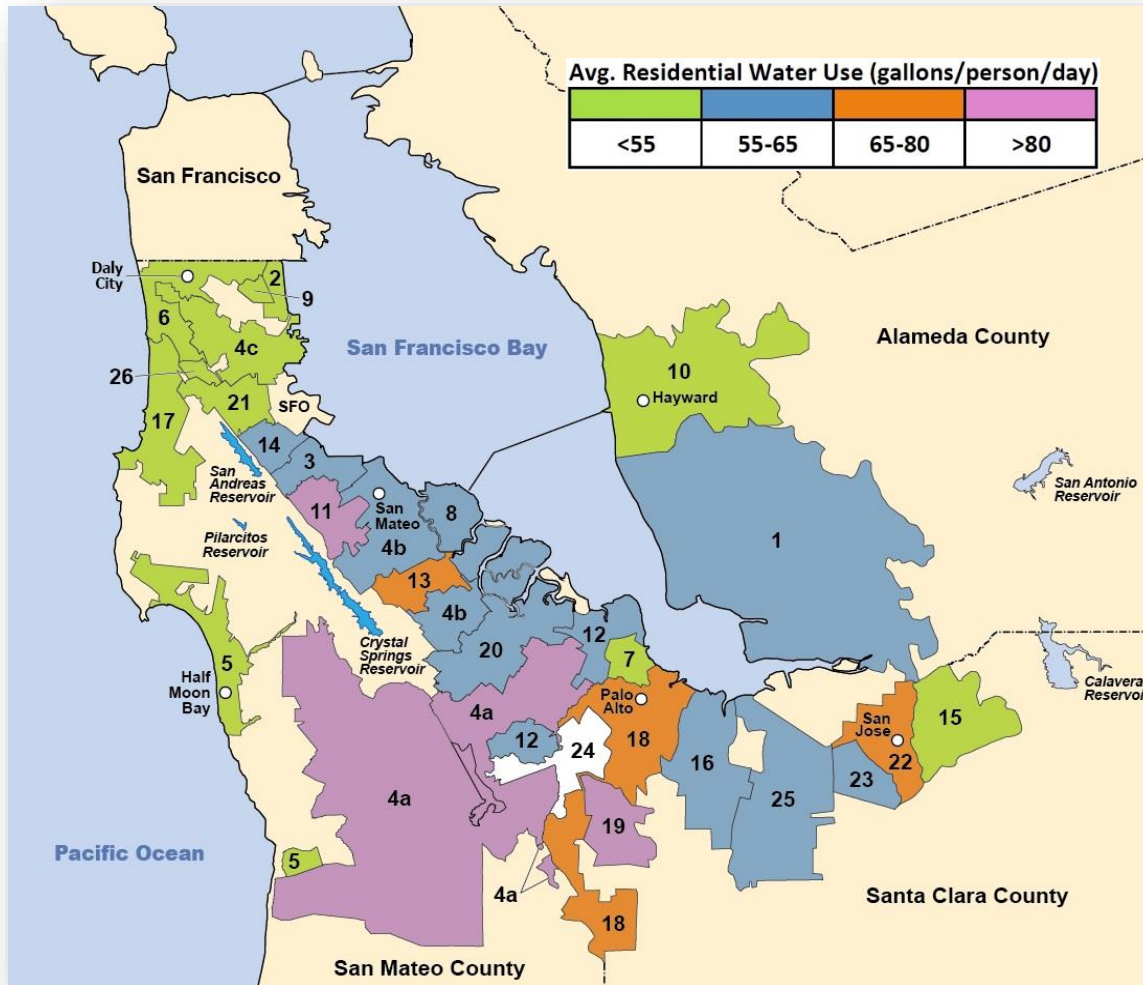 Avg. Residential Water Use (gallons/person/day)
<55 55-65 65-80 >80
San Francisco
Daly
City
2
9
6
4c
San Francisco Bay
Alameda County
26
21
SFO
17
10
Hayward
14
3
San
Andreas
Reservoir
11
San
Mateo
8
San Antonio
Reservoir
Pilarcitos
Reservoir
4b
1
13
4b
Crystal
Springs
Reservoir
20
12
7
5
Half
Moon
Bay
Palo
Alto
Calavera
Reservoir
4a
12
24
18
16
25
San
Jose
22
15
23
4a
19
Pacific Ocean
5
4a
18
Santa Clara County
San Mateo County